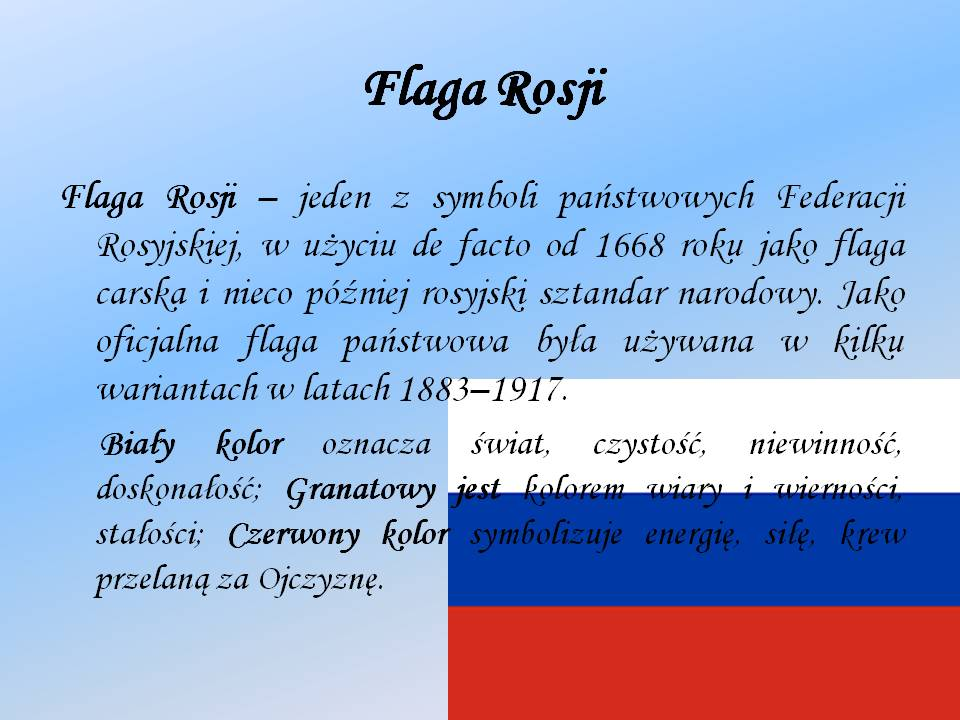 Flaga Rosji
Flaga Rosji – jeden z symboli państwowych Federacji
Rosyjskiej, w użyciu de facto od 1668 roku jako flaga
carska i nieco później rosyjski sztandar narodowy. Jako
oficjalna flaga państwowa była używana w kilku
wariantach w latach 1883–1917.
Biały kolor oznacza świat, czystość, niewinność,
doskonałość; Granatowy jest kolorem wiary i wierności,
stałości; Czerwony kolor symbolizuje energię, siłę, krew
przelaną za Ojczyznę.